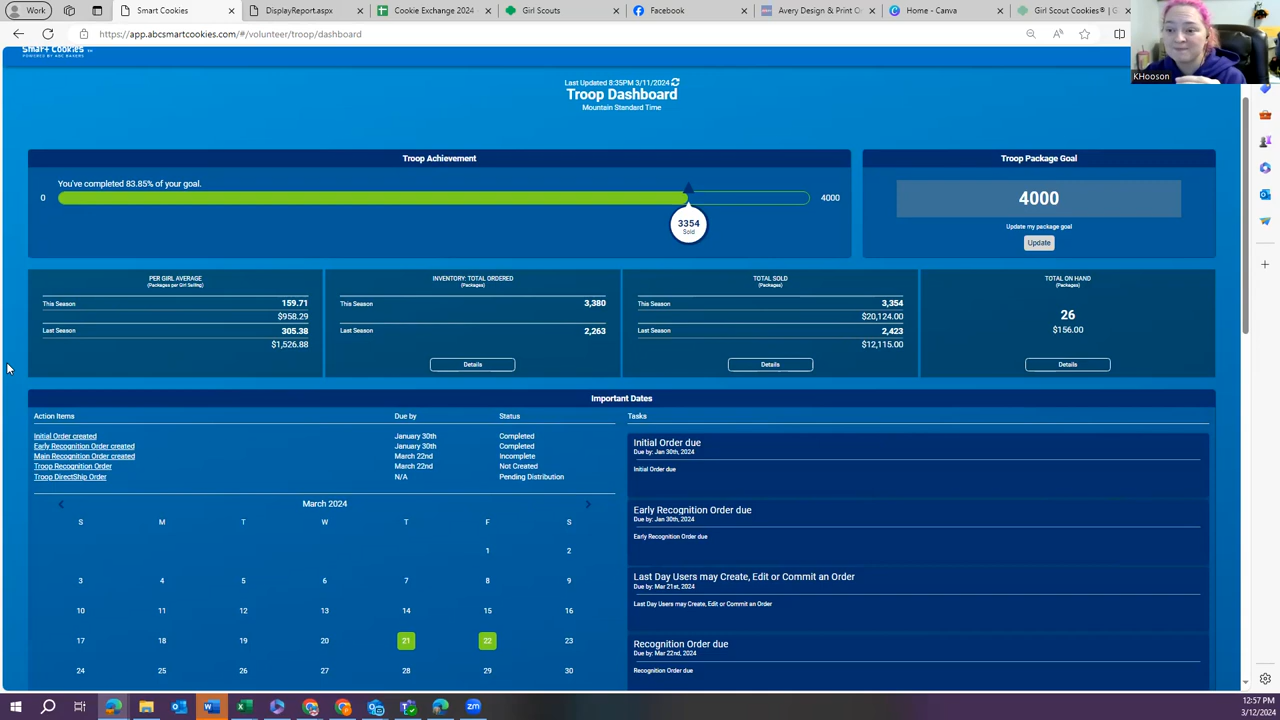 Smart Cookies
DisplayReport.aspx
Cookie Exchange 2024
Girl Scouts
Facebook
Avery Design & Print O
Home - Canva
Girl Scout Cookies® | G
https://app.abcsmartcookies.com/#/volunteer/troop/dashboard
KHooson
Smart Cookies
POWERED BY ABC BAKERS
Last Updated 8:35PM 3/11/2024
Troop Dashboard
Mountain Standard Time
Troop Achievement
Troop Package Goal
You've completed 83.85% of your goal.
0
4000
3354
Sold
4000
Update my package goal
Update
PER GIRL AVERAGE
(Packages per Girl Selling)
This Season 159.71
$958.29
Last Season 305.38
$1,526.88
INVENTORY: TOTAL ORDERED
(Packages)
This Season 3,380
Last Season 2,263
Details
TOTAL SOLD
(Packages)
This Season 3,354
$20,124.00
Last Season 2,423
$12,115.00
Details
TOTAL ON HAND
(Packages)
26
$156.00
Details
Important Dates
Action Items Due by Status
Initial Order created January 30th Completed
Early Recognition Order created January 30th Completed
Main Recognition Order created March 22nd Incomplete
Troop Recognition Order March 22nd Not Created
Troop DirectShip Order N/A Pending Distribution
March 2024
S M T W T F S
1 2
3 4 5 6 7 8 9
10 11 12 13 14 15 16
17 18 19 20 21 22 23
24 25 26 27 28 29 30
Tasks
Initial Order due
Due by: Jan 30th, 2024
Initial Order due
Early Recognition Order due
Due by: Jan 30th, 2024
Early Recognition Order due
Last Day Users may Create, Edit or Commit an Order
Due by: Mar 21st, 2024
Last Day Users may Create, Edit or Commit an Order
Recognition Order due
Due by: Mar 22nd, 2024
Recognition Order due
12:57 PM
3/12/2024